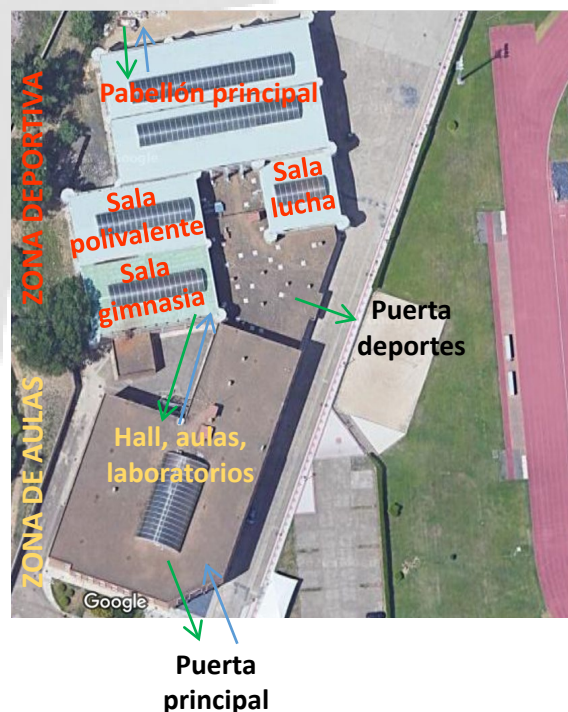 ZONA DEPORTIVA
Pabellón principal
Google
Sala
polivalente
Sala
lucha
Sala
gimnasia
Puerta
deportes
ZONA DE AULAS
Hall, aulas,
laboratorios
Google
Puerta
principal